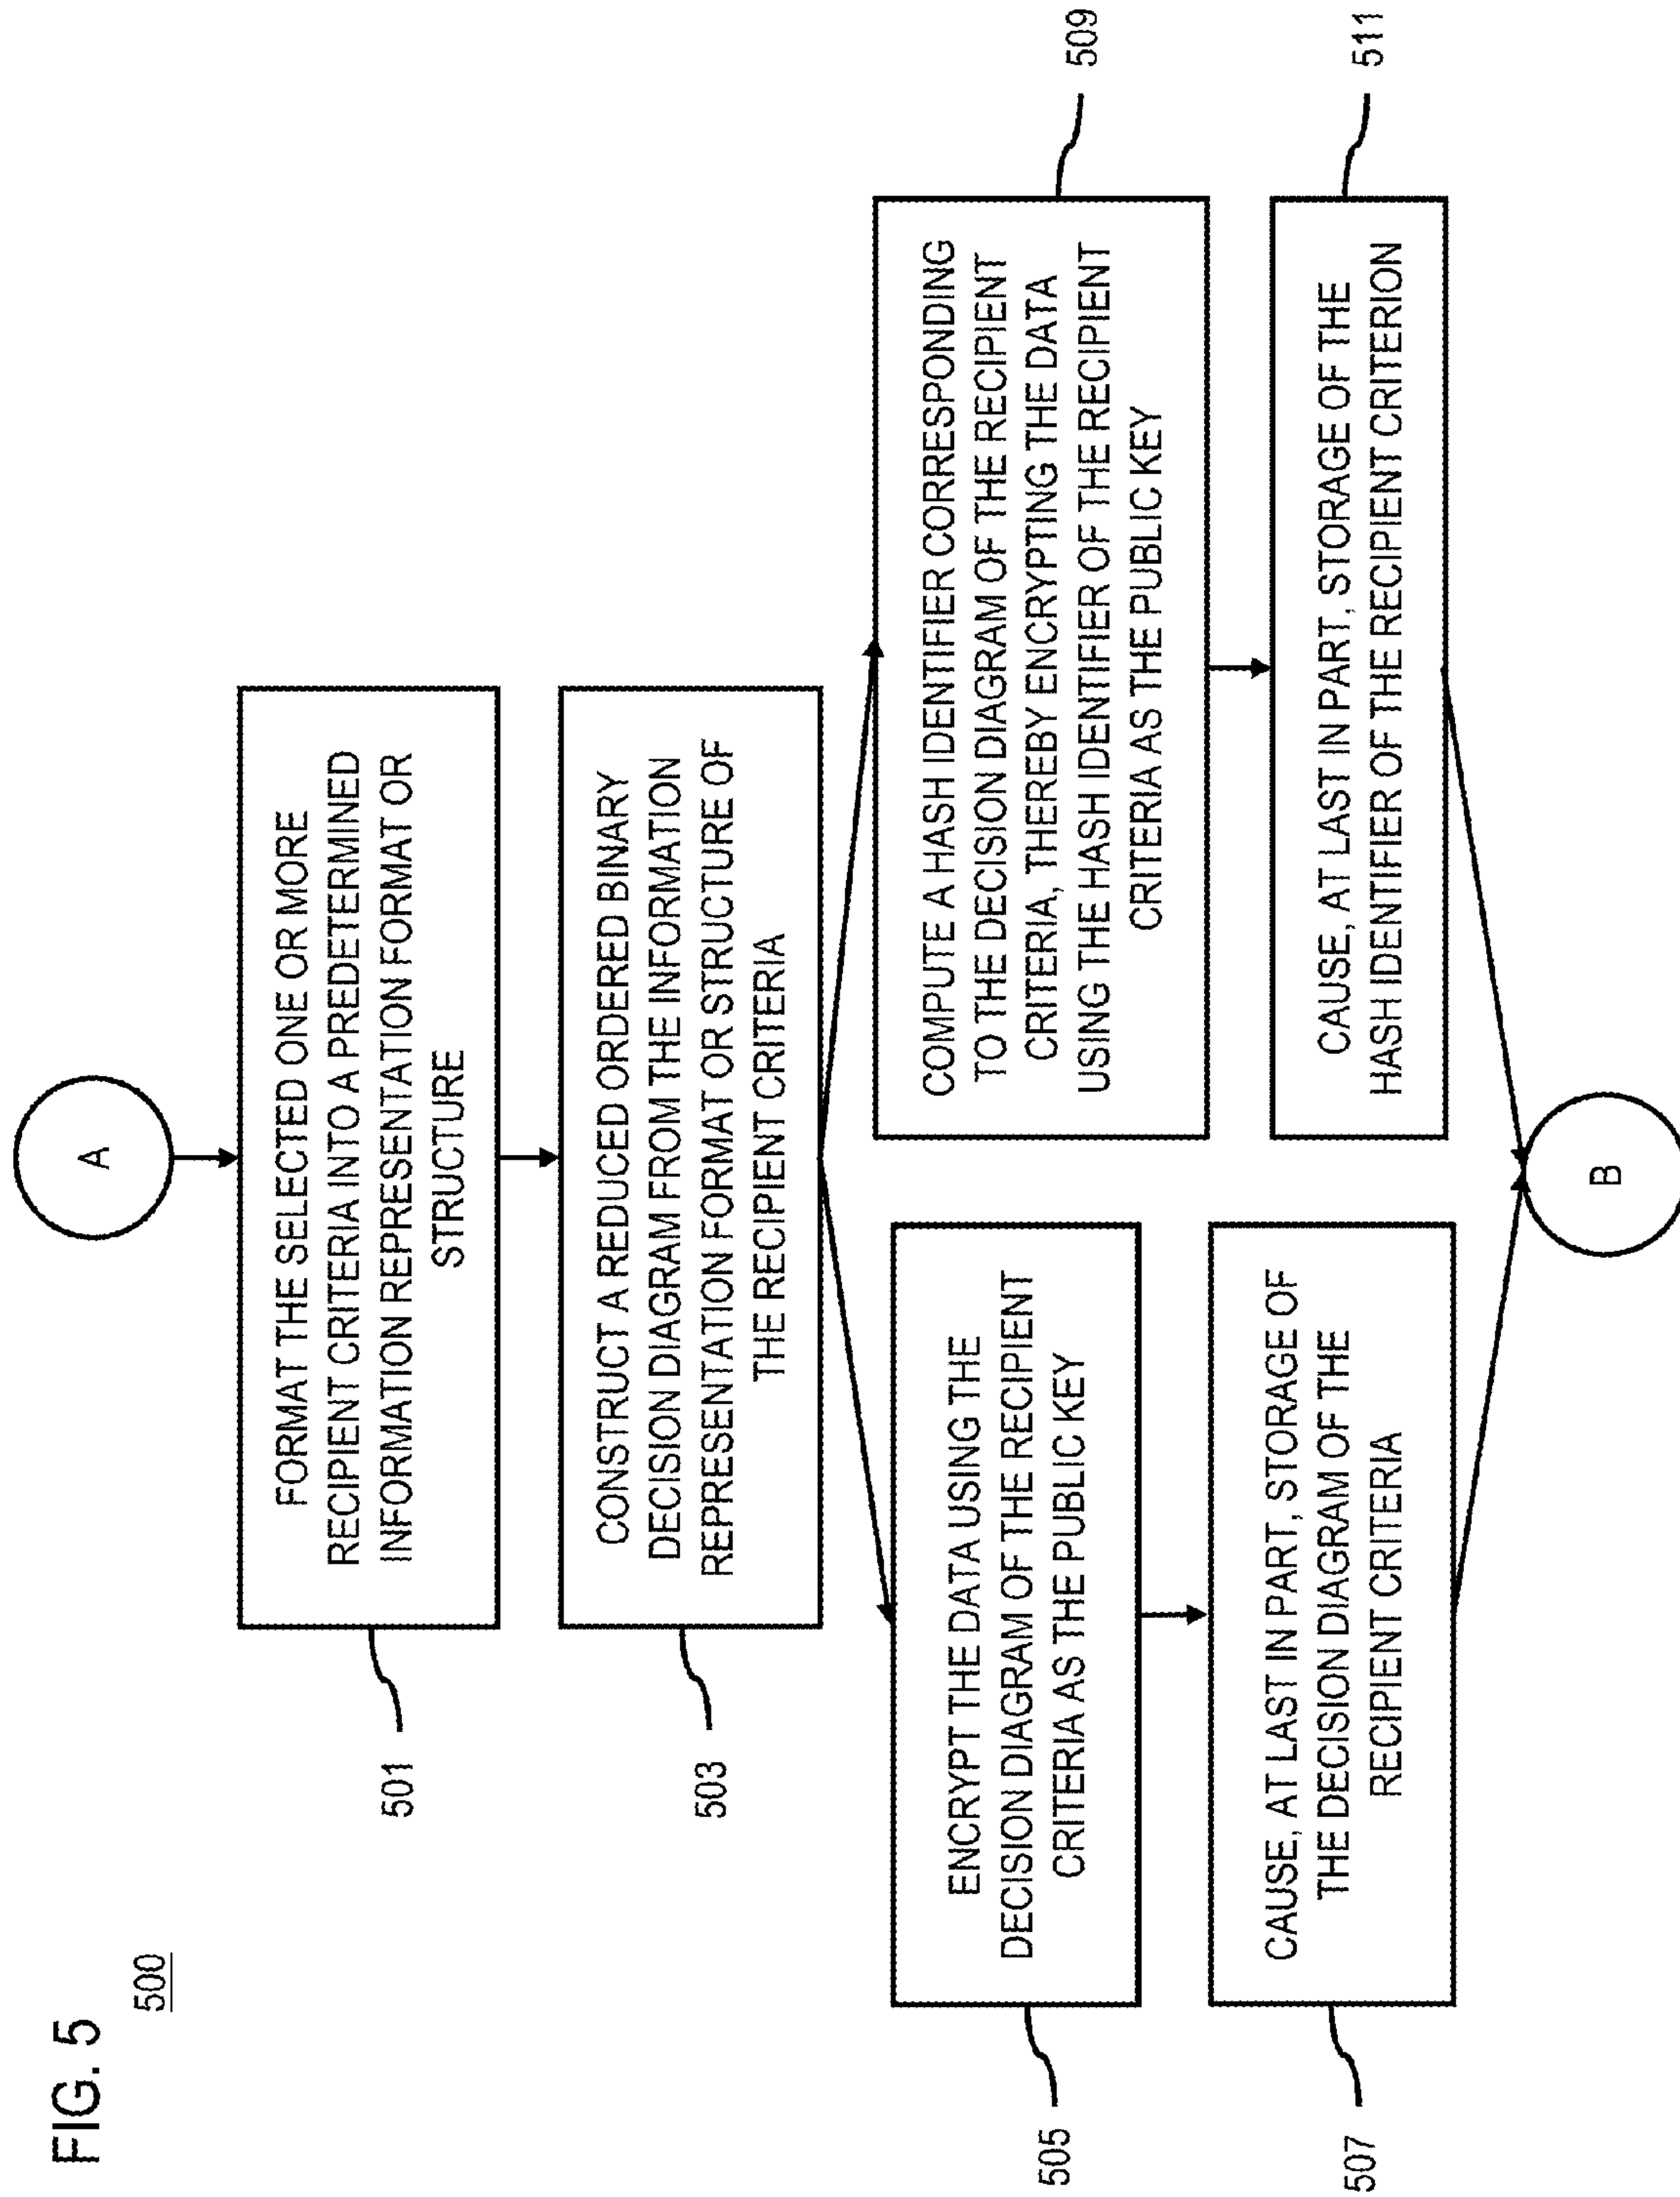 FIG. 5
500
A
FORMAT THE SELECTED ONE OR MORE
RECIPIENT CRITERIA INTO A PREDETERMINED
INFORMATION REPRESENTATION FORMAT OR
STRUCTURE
501
CONSTRUCT A REDUCED ORDERED BINARY
DECISION DIAGRAM FROM THE INFORMATION
REPRESENTATION FORMAT OR STRUCTURE OF
THE RECIPIENT CRITERIA
503
ENCRYPT THE DATA USING THE
DECISION DIAGRAM OF THE RECIPIENT
CRITERIA AS THE PUBLIC KEY
505
CAUSE, AT LAST IN PART, STORAGE OF
THE DECISION DIAGRAM OF THE
RECIPIENT CRITERIA
507
COMPUTE A HASH IDENTIFIER CORRESPONDING
TO THE DECISION DIAGRAM OF THE RECIPIENT
CRITERIA, THEREBY ENCRYPTING THE DATA
USING THE HASH IDENTIFIER OF THE RECIPIENT
CRITERIA AS THE PUBLIC KEY
509
CAUSE, AT LAST IN PART, STORAGE OF THE
HASH IDENTIFIER OF THE RECIPIENT CRITERION
511
B